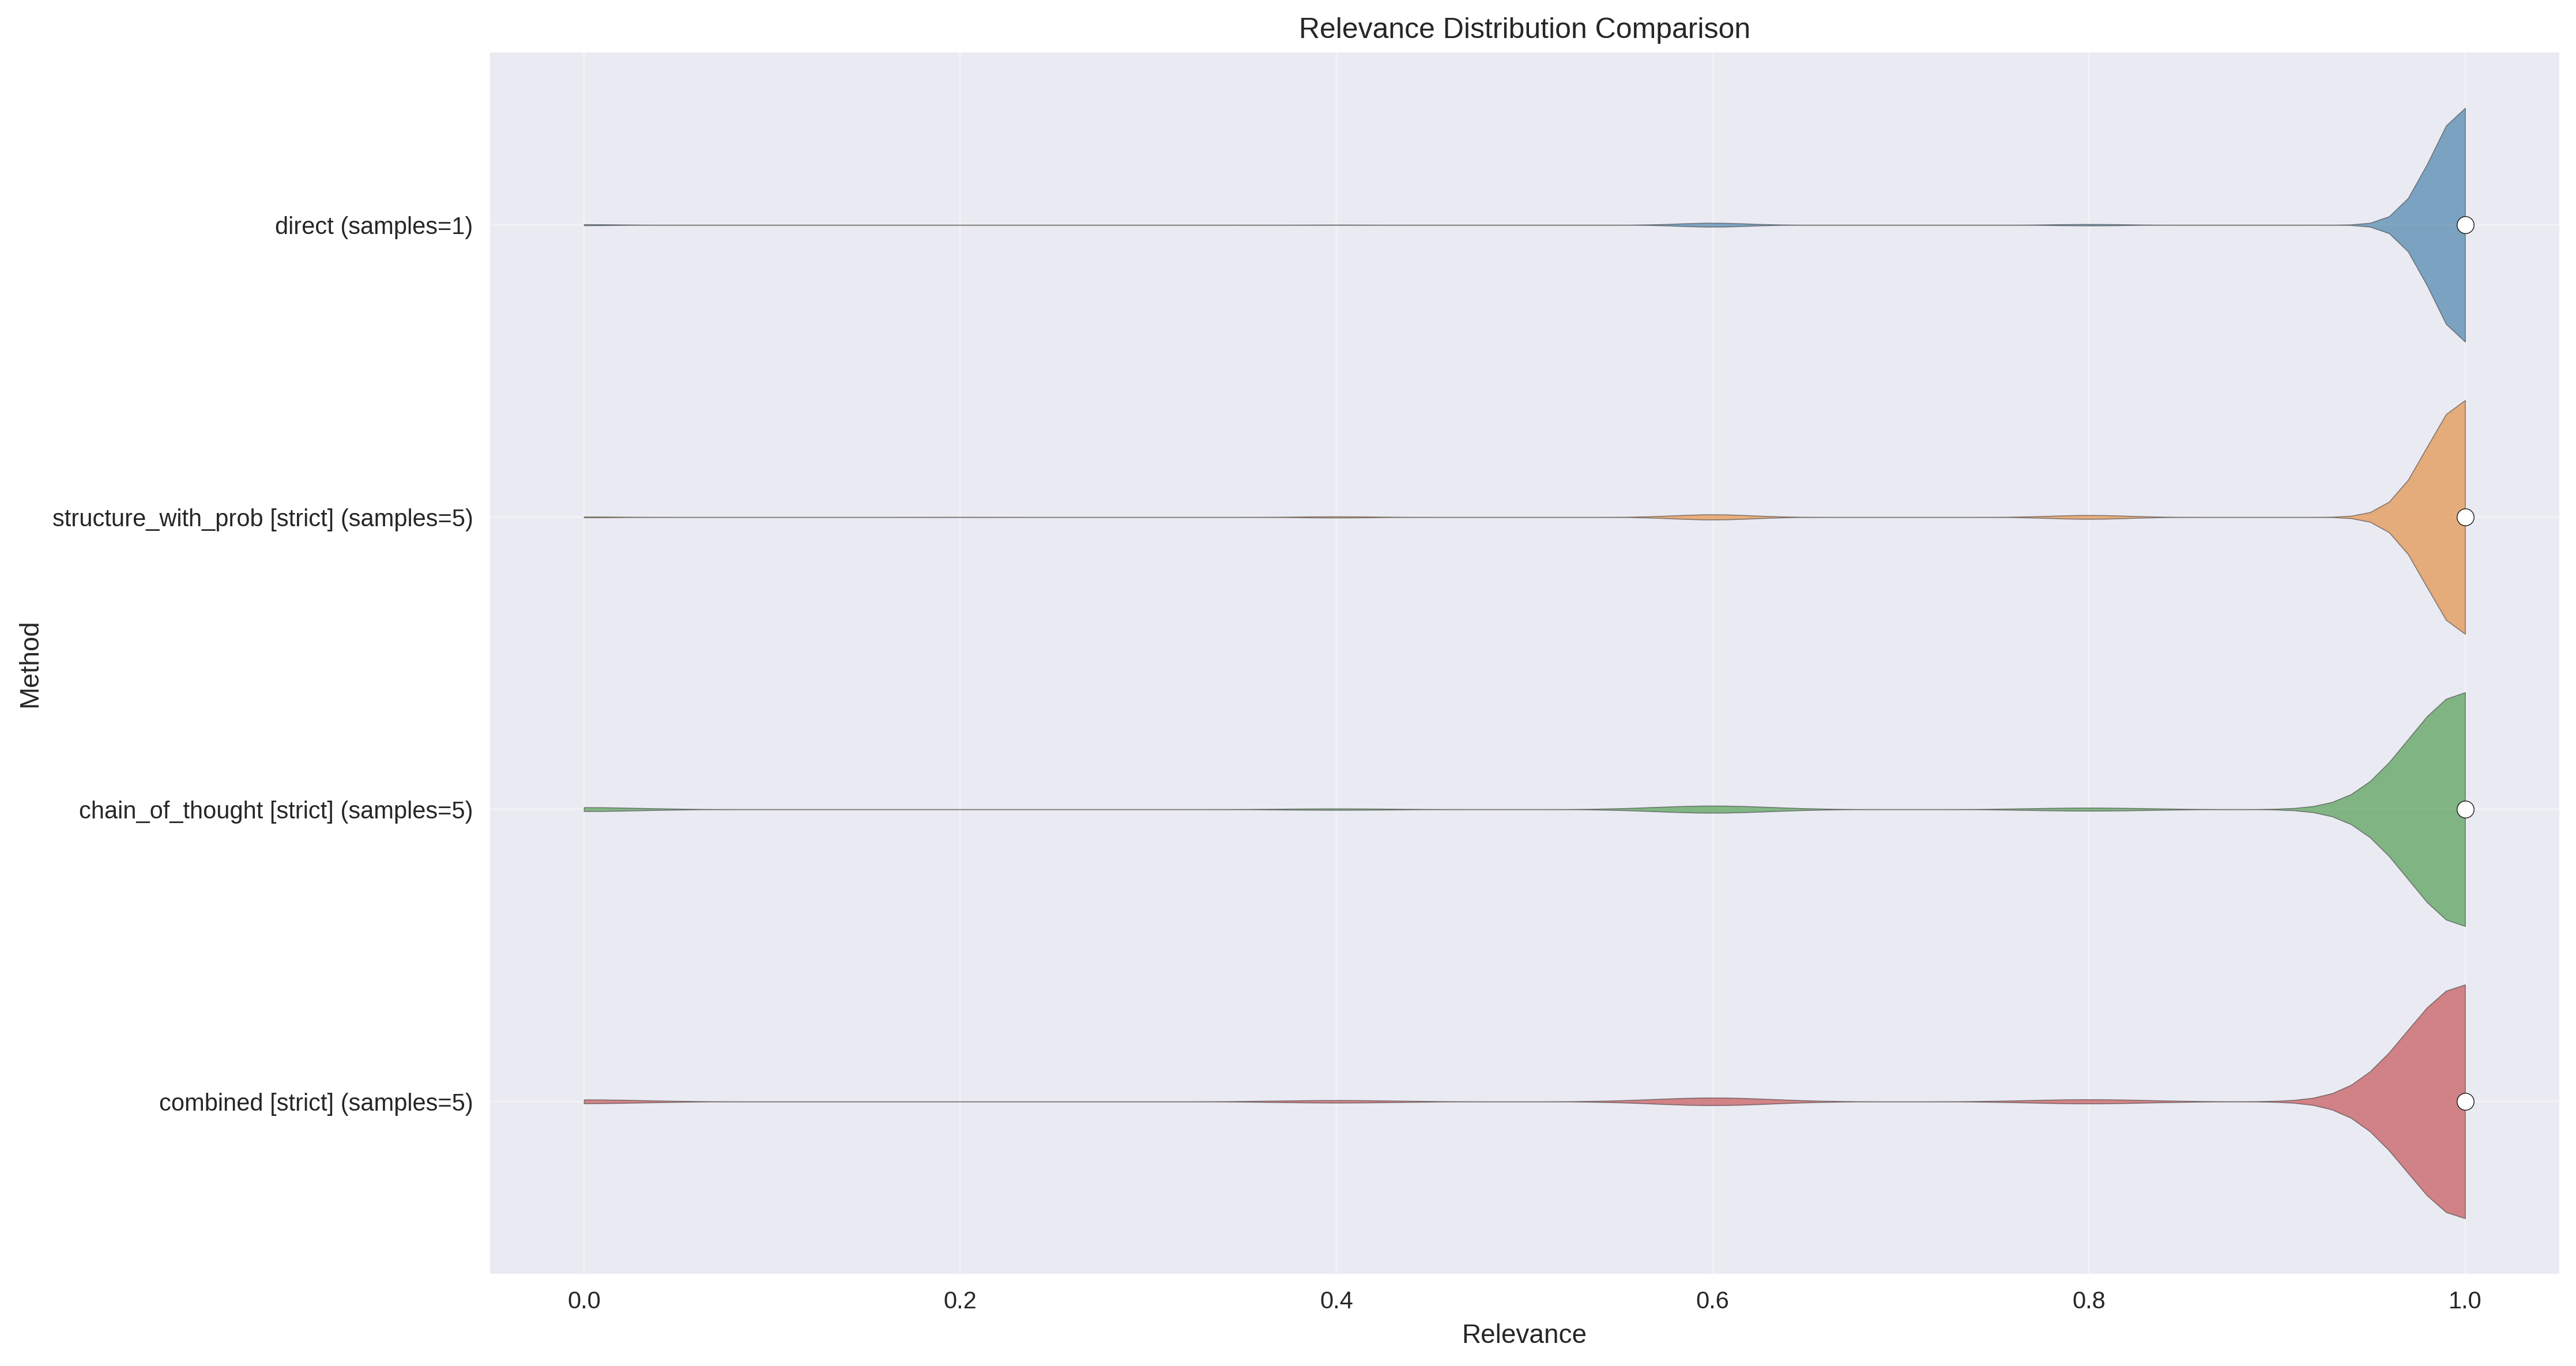 Relevance Distribution Comparison
direct (samples=1)
structure_with_prob [strict] (samples=5)
chain_of_thought [strict] (samples=5)
combined [strict] (samples=5)
Method
0.0 0.2 0.4 0.6 0.8 1.0
Relevance